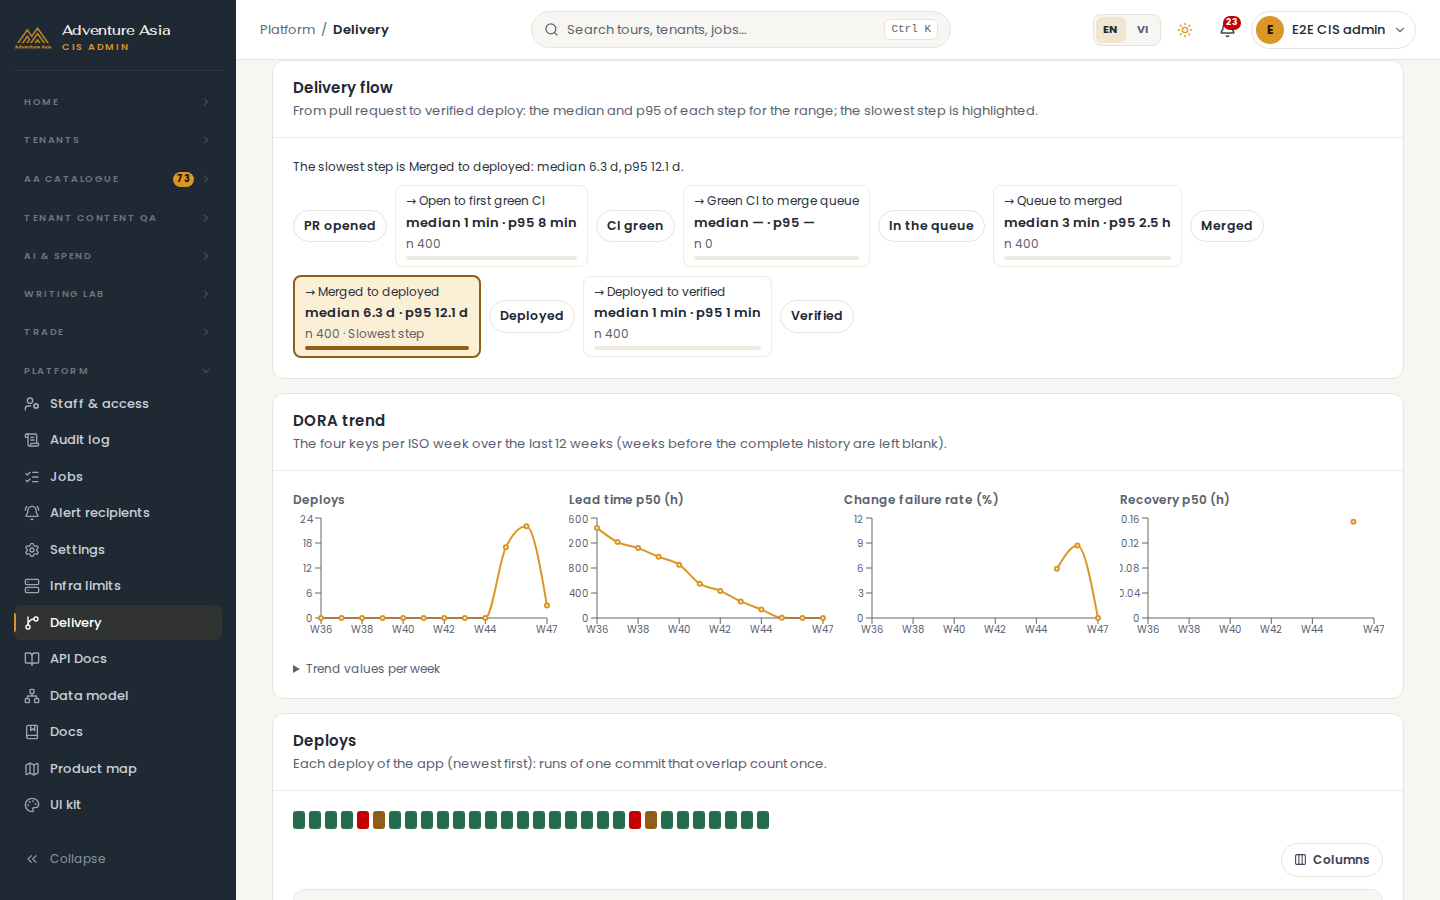 Adventure Asia
CIS ADMIN
Adventure Asia
HOME
TENANTS
AA CATALOGUE 73
TENANT CONTENT QA
AI & SPEND
WRITING LAB
TRADE
PLATFORM
Staff & access
Audit log
Jobs
Alert recipients
Settings
Infra limits
Delivery
API Docs
Data model
Docs
Product map
UI kit
Collapse
Platform / Delivery
Search tours, tenants, jobs...
Ctrl K
EN VI
23
E E2E CIS admin
Delivery flow
From pull request to verified deploy: the median and p95 of each step for the range; the slowest step is highlighted.
The slowest step is Merged to deployed: median 6.3 d, p95 12.1 d.
PR opened
→ Open to first green CI
median 1 min · p95 8 min
n 400
CI green
→ Green CI to merge queue
median — · p95 —
n 0
In the queue
→ Queue to merged
median 3 min · p95 2.5 h
n 400
Merged
→ Merged to deployed
median 6.3 d · p95 12.1 d
n 400 · Slowest step
Deployed
→ Deployed to verified
median 1 min · p95 1 min
n 400
Verified
DORA trend
The four keys per ISO week over the last 12 weeks (weeks before the complete history are left blank).
Deploys
24
18
12
6
0
W36 W38 W40 W42 W44 W47
Lead time p50 (h)
600
200
800
400
0
W36 W38 W40 W42 W44 W47
Change failure rate (%)
12
9
6
3
0
W36 W38 W40 W42 W44 W47
Recovery p50 (h)
0.16
0.12
0.08
0.04
0
W36 W38 W40 W42 W44 W47
▶ Trend values per week
Deploys
Each deploy of the app (newest first): runs of one commit that overlap count once.
Columns